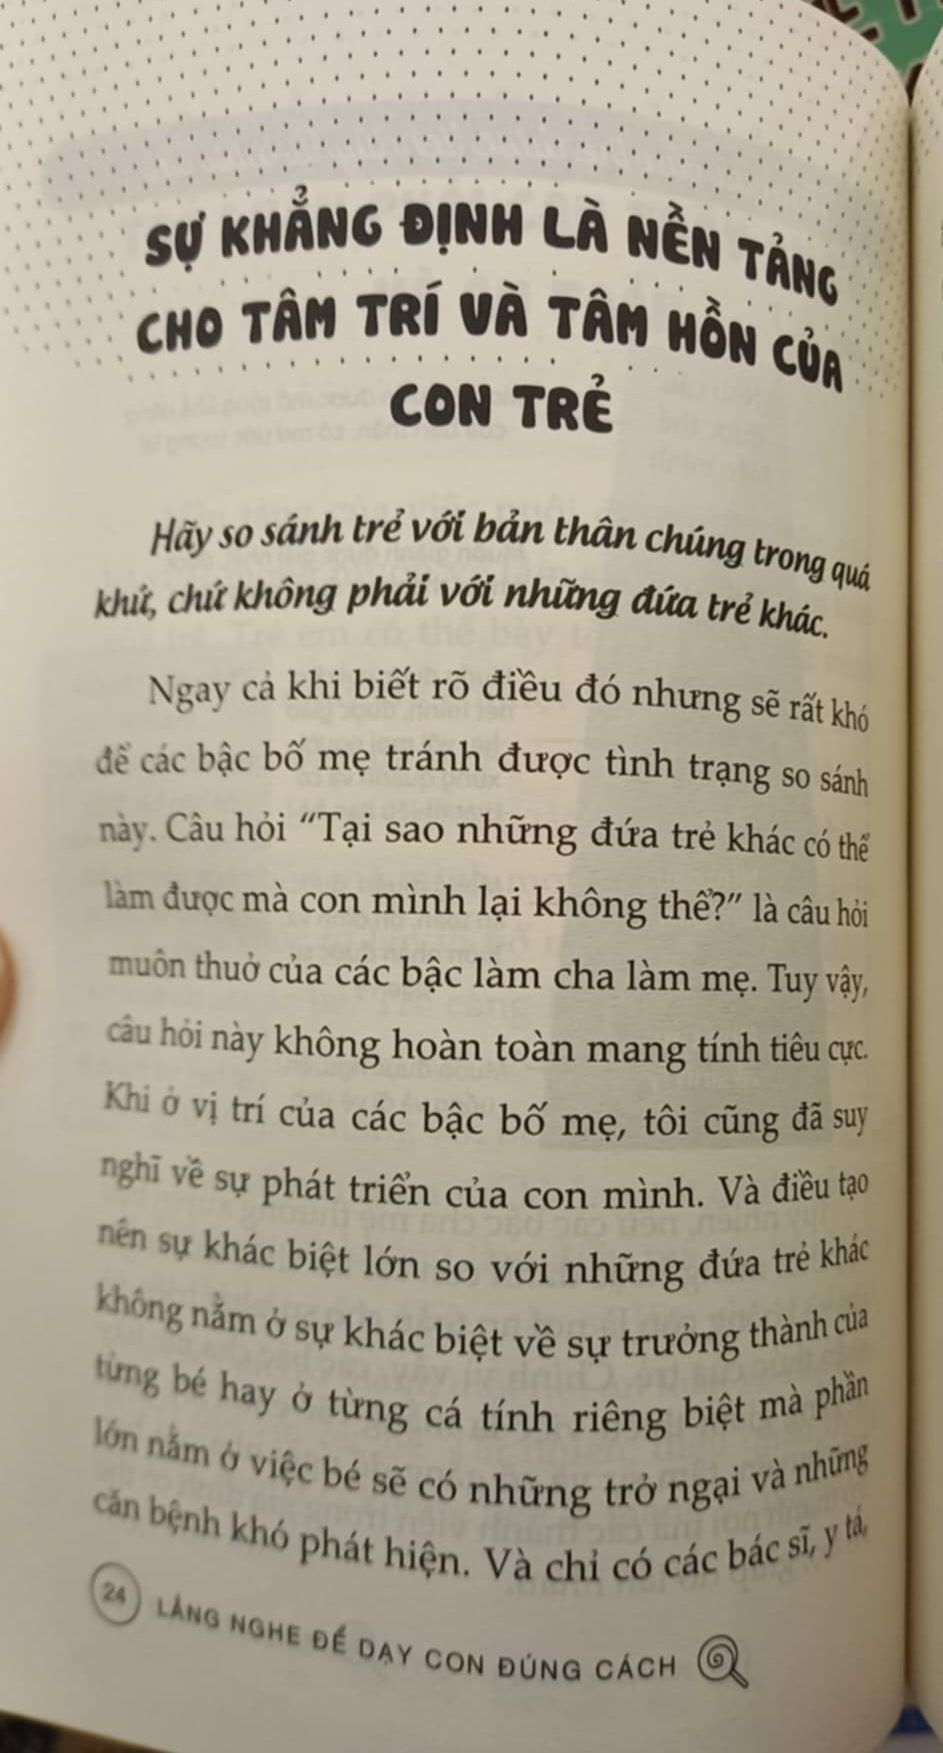 SỰ KHẲNG ĐỊNH LÀ NỀN TẢNG
CHO TÂM TRÍ VÀ TÂM HỒN CỦA
CON TRẺ
Hãy so sánh trẻ với bản thân chúng trong quá
khứ, chứ không phải với những đứa trẻ khác.
Ngay cả khi biết rõ điều đó nhưng sẽ rất khó
để các bậc bố mẹ tránh được tình trạng so sánh
này. Câu hỏi “Tại sao những đứa trẻ khác có thể
làm được mà con mình lại không thể?” là câu hỏi
muôn thuở của các bậc làm cha làm mẹ. Tuy vậy,
câu hỏi này không hoàn toàn mang tính tiêu cực.
Khi ở vị trí của các bậc bố mẹ, tôi cũng đã suy
nghĩ về sự phát triển của con mình. Và điều tạo
nên sự khác biệt lớn so với những đứa trẻ khác
không nằm ở sự khác biệt về sự trưởng thành của
từng bé hay ở từng cá tính riêng biệt mà phần
lớn nằm ở việc bé sẽ có những trở ngại và những
căn bệnh khó phát hiện. Và chỉ có các bác sĩ, y tá,
24 LẮNG NGHE ĐỂ DẠY CON ĐÚNG CÁCH